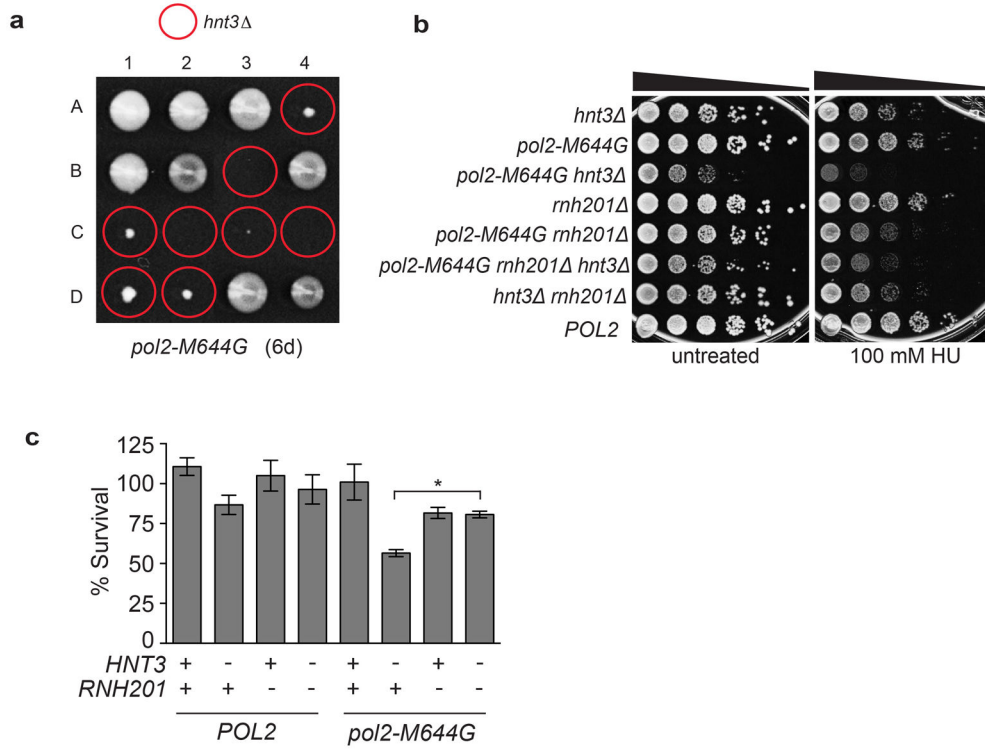 a
hnt3Δ
1 2 3 4
A
B
C
D
pol2-M644G (6d)
b
hnt3Δ
pol2-M644G
pol2-M644G hnt3Δ
rnh201Δ
pol2-M644G rnh201Δ
pol2-M644G rnh201Δ hnt3Δ
hnt3Δ rnh201Δ
POL2
untreated
100 mM HU
c
% Survival
125
100
75
50
25
0
*
HNT3 + - + - + - + -
RNH201 + + - - + + - -
POL2
pol2-M644G